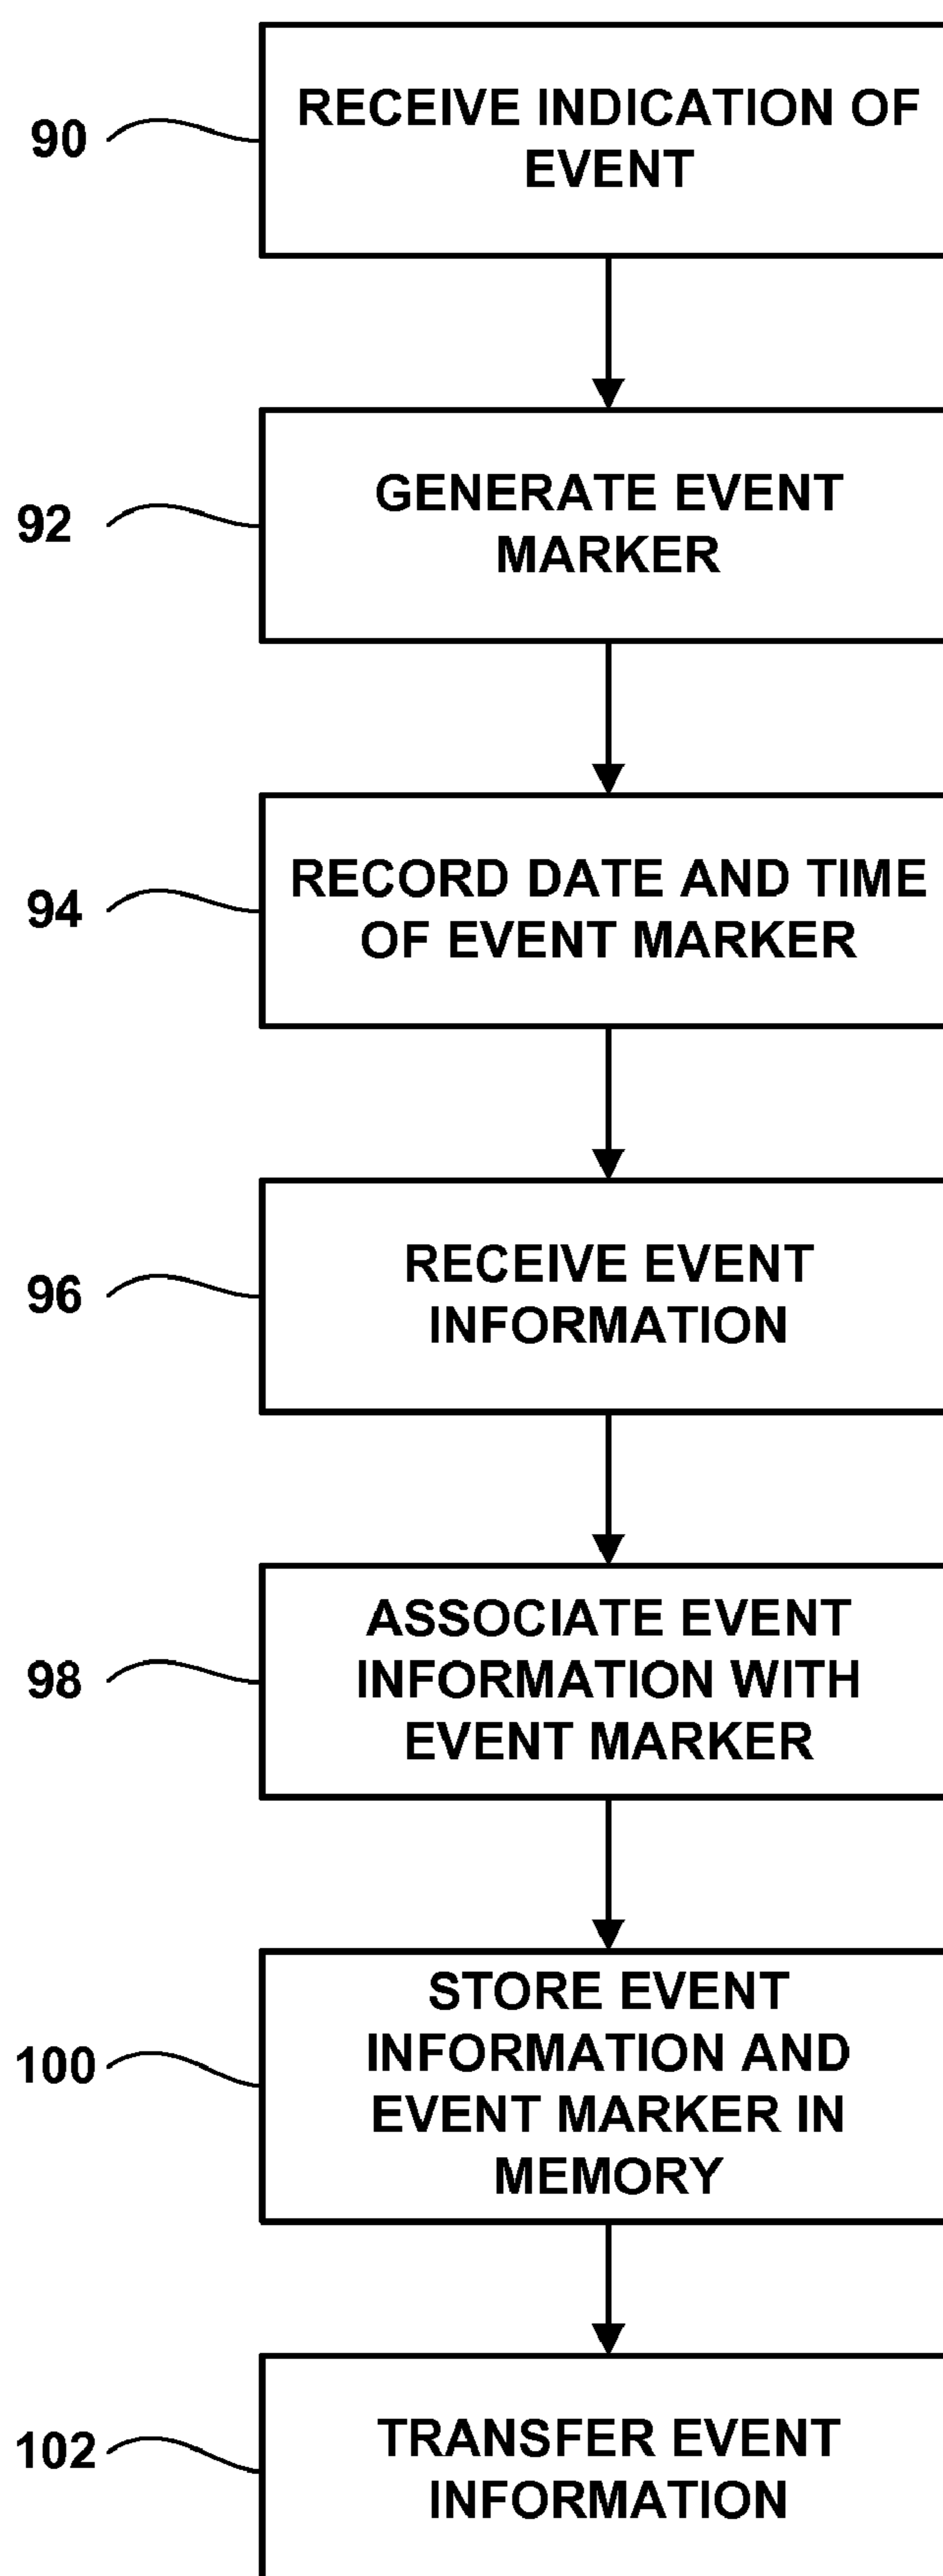 90
RECEIVE INDICATION OF
EVENT
92
GENERATE EVENT
MARKER
94
RECORD DATE AND TIME
OF EVENT MARKER
96
RECEIVE EVENT
INFORMATION
98
ASSOCIATE EVENT
INFORMATION WITH
EVENT MARKER
100
STORE EVENT
INFORMATION AND
EVENT MARKER IN
MEMORY
102
TRANSFER EVENT
INFORMATION